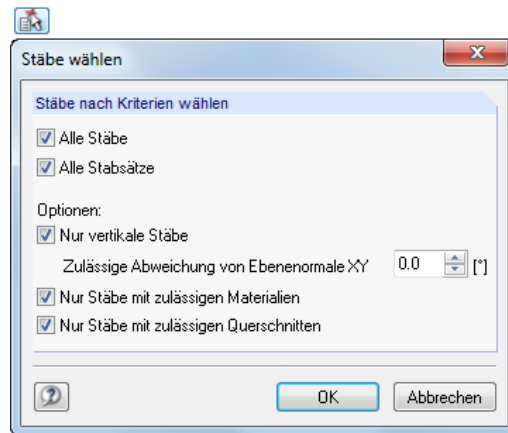 Stäbe wählen
Stäbe nach Kriterien wählen
Alle Stäbe
Alle Stabsätze
Optionen:
Nur vertikale Stäbe
Zulässige Abweichung von Ebenenormale XY 0.0 [°]
Nur Stäbe mit zulässigen Materialien
Nur Stäbe mit zulässigen Querschnitten
OK Abbrechen